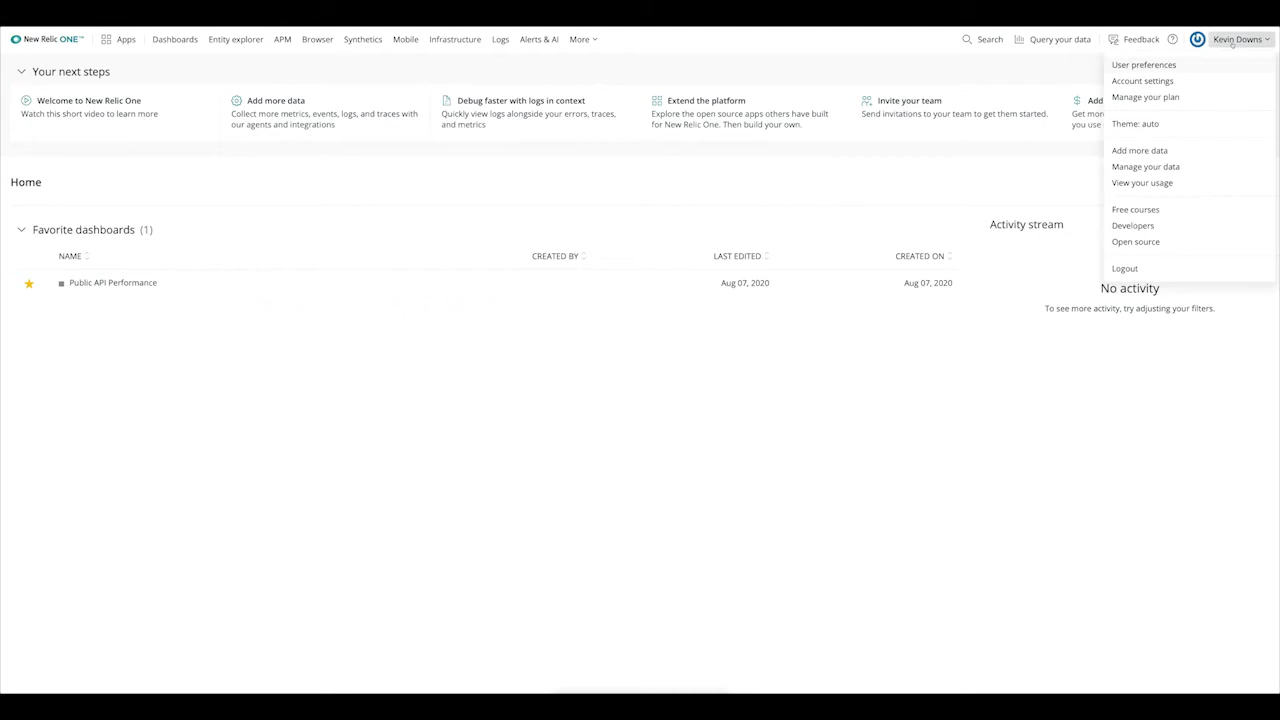 New Relic ONE™
Apps
Dashboards
Entity explorer
APM
Browser
Synthetics
Mobile
Infrastructure
Logs
Alerts & AI
More
Search
Query your data
Feedback
Kevin Downs
Your next steps
Welcome to New Relic One
Watch this short video to learn more
Add more data
Collect more metrics, events, logs, and traces with
our agents and integrations
Debug faster with logs in context
Quickly view logs alongside your errors, traces,
and metrics
Extend the platform
Explore the open source apps others have built
for New Relic One. Then build your own.
Invite your team
Send invitations to your team to get them started.
Add
Get more
you use
User preferences
Account settings
Manage your plan
Theme: auto
Add more data
Manage your data
View your usage
Free courses
Developers
Open source
Logout
Home
Favorite dashboards (1)
NAME
CREATED BY
LAST EDITED
CREATED ON
Public API Performance
Aug 07, 2020
Aug 07, 2020
Activity stream
No activity
To see more activity, try adjusting your filters.